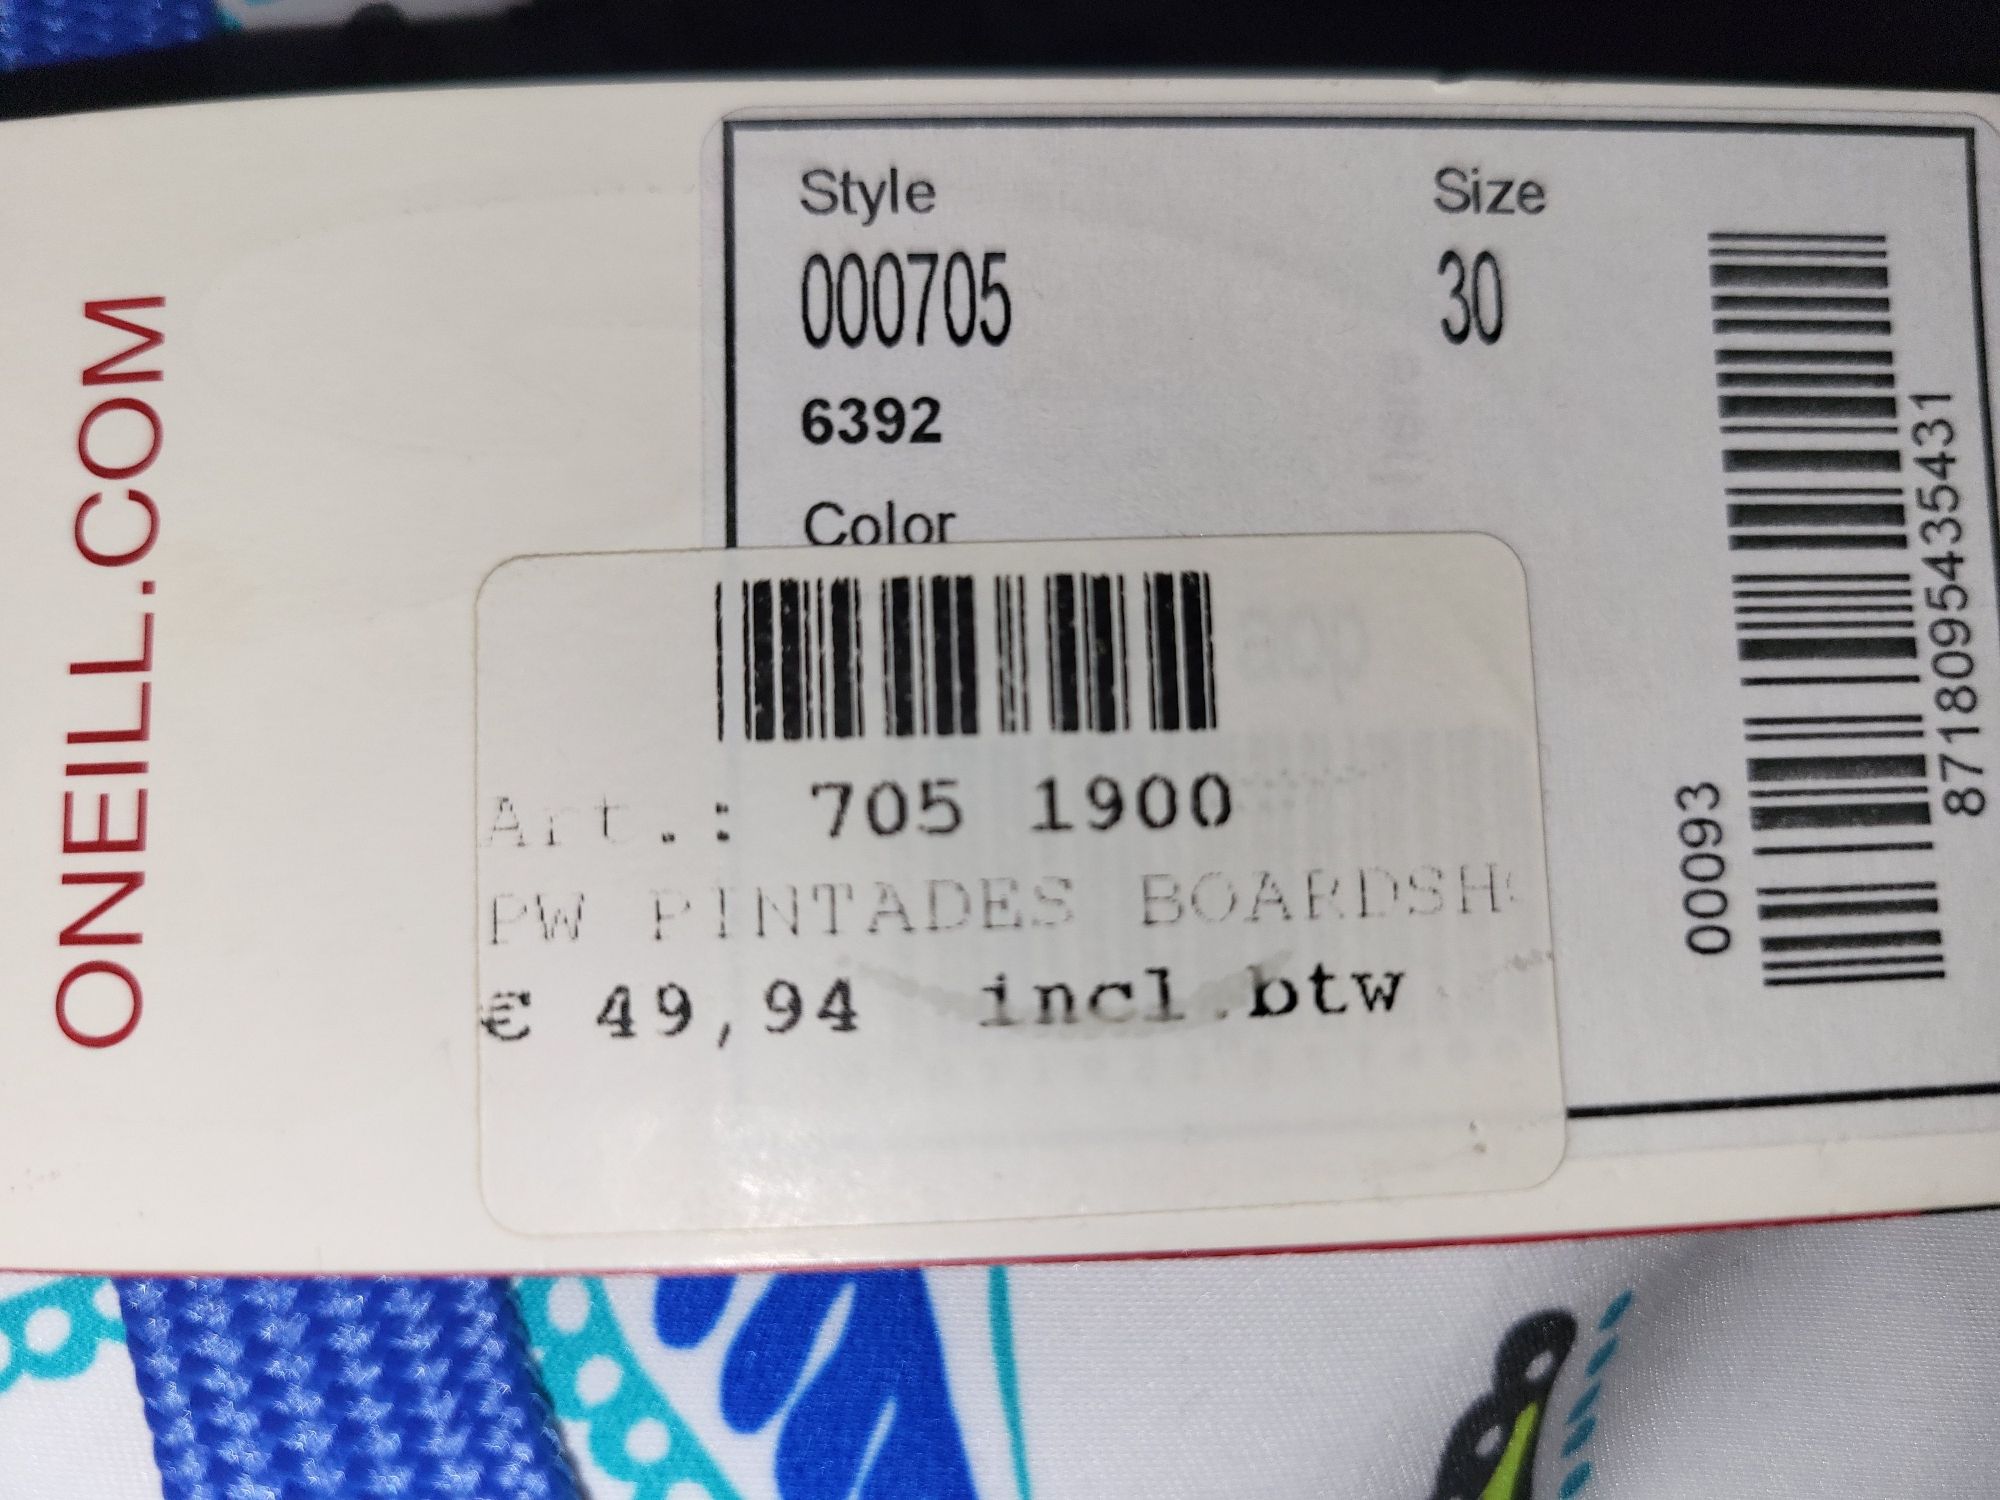 ONEILL.COM
Style
Size
000705
30
6392
Color
8718095435431
00093
Art.: 705 1900
PW PINTADES BOARDSH
€ 49,94 incl.btw